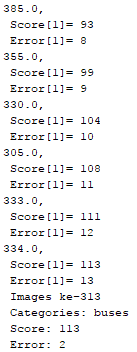 385.0,
Score[1]= 93
Error[1]= 8
355.0,
Score[1]= 99
Error[1]= 9
330.0,
Score[1]= 104
Error[1]= 10
305.0,
Score[1]= 108
Error[1]= 11
333.0,
Score[1]= 111
Error[1]= 12
334.0,
Score[1]= 113
Error[1]= 13
Images ke-313
Categories: buses
Score: 113
Error: 2